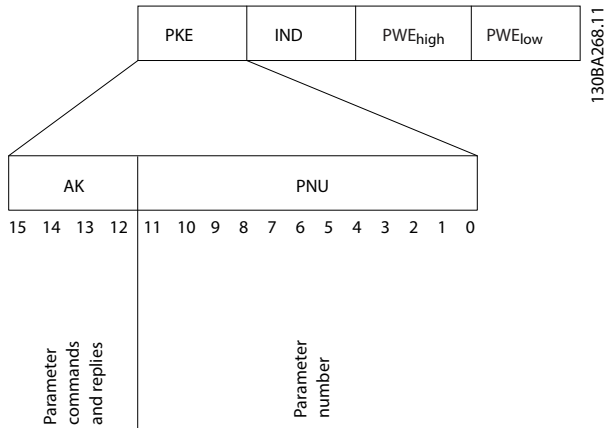 PKE IND PWEhigh PWElow
130BA268.11
AK PNU
15 14 13 12 11 10 9 8 7 6 5 4 3 2 1 0
Parameter
commands
and replies
Parameter
number